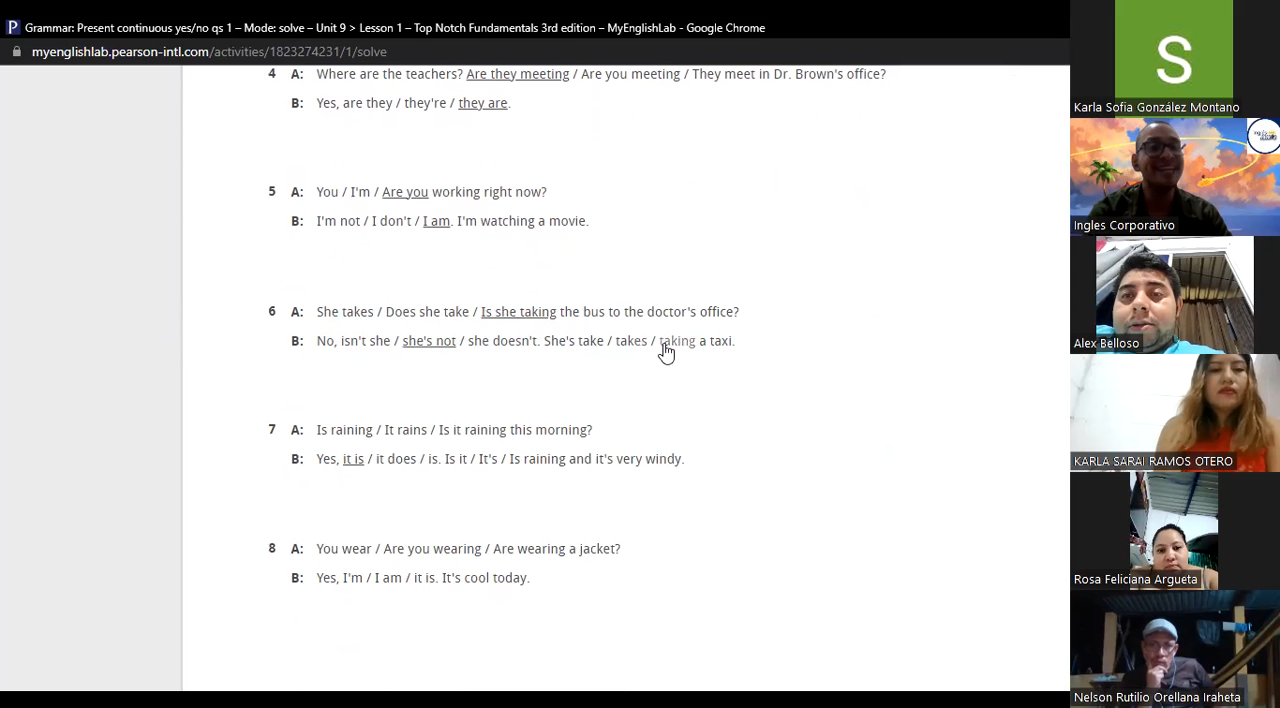 Grammar: Present continuous yes/no qs 1 – Mode: solve – Unit 9 > Lesson 1 – Top Notch Fundamentals 3rd edition – MyEnglishLab - Google Chrome
myenglishlab.pearson-intl.com/activities/1823274231/1/solve
4 A: Where are the teachers? Are they meeting / Are you meeting / They meet in Dr. Brown's office?
B: Yes, are they / they're / they are.
5 A: You / I'm / Are you working right now?
B: I'm not / I don't / I am. I'm watching a movie.
6 A: She takes / Does she take / Is she taking the bus to the doctor's office?
B: No, isn't she / she's not / she doesn't. She's take / takes / taking a taxi.
7 A: Is raining / It rains / Is it raining this morning?
B: Yes, it is / it does / is. Is it / It's / Is raining and it's very windy.
8 A: You wear / Are you wearing / Are wearing a jacket?
B: Yes, I'm / I am / it is. It's cool today.
S
Karla Sofia González Montano
Ingles Corporativo
Alex Belloso
KARLA SARAI RAMOS OTERO
Rosa Feliciana Argueta
Nelson Rutilio Orellana Iraheta